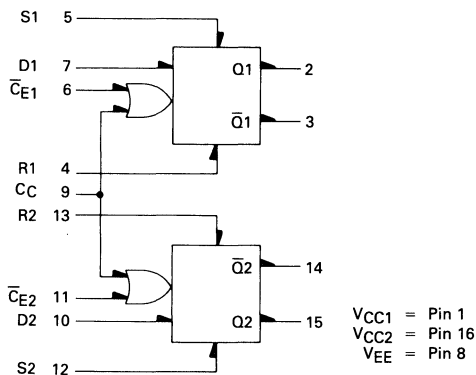 S1 5
D1 7
C̅E1 6
Q1 2
Q̅1 3
R1 4
CC 9
R2 13
Q̅2 14
C̅E2 11
D2 10
Q2 15
S2 12
VCC1 = Pin 1
VCC2 = Pin 16
VEE = Pin 8